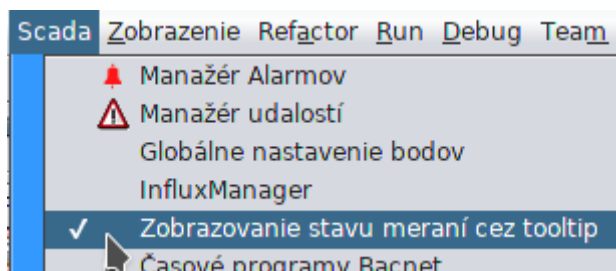 Scada Zobrazenie Refactor Run Debug Team
Manažér Alarmov
Manažér udalostí
Globálne nastavenie bodov
InfluxManager
Zobrazovanie stavu meraní cez tooltip
Časové programy Bacnet